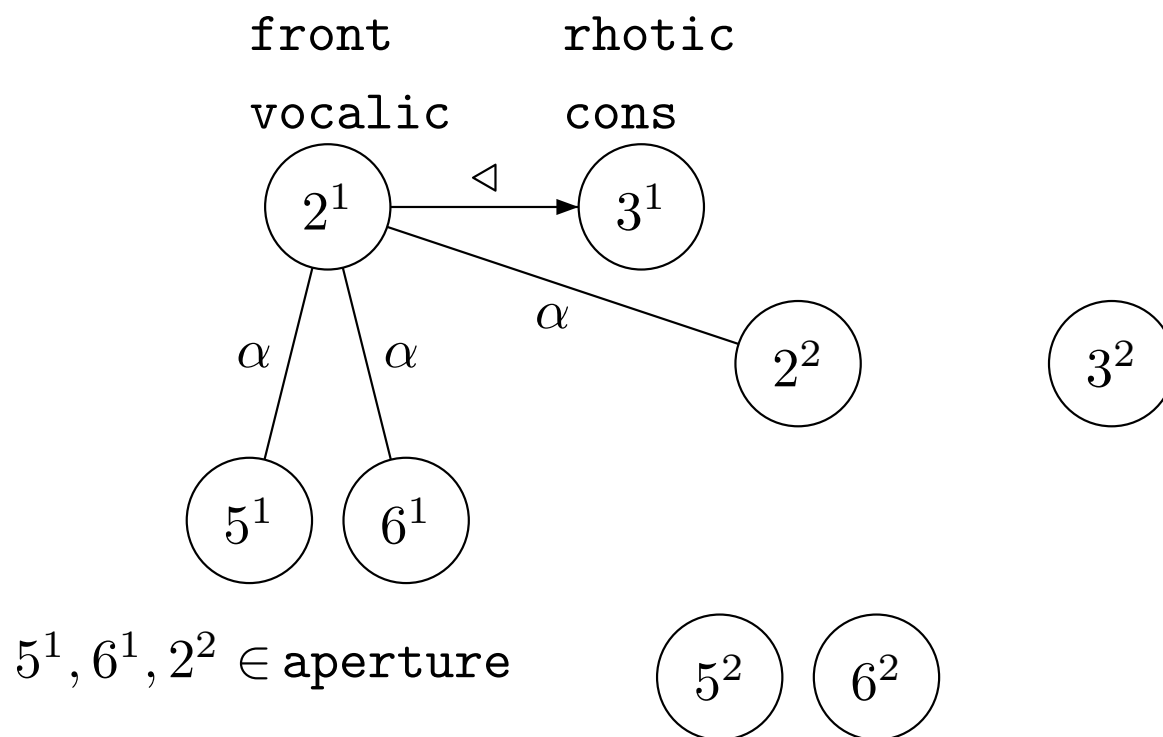 front rhotic
vocalic cons
◁
2¹ 3¹
α
2² 3²
α α
5¹ 6¹
5¹, 6¹, 2² ∈ aperture
5² 6²